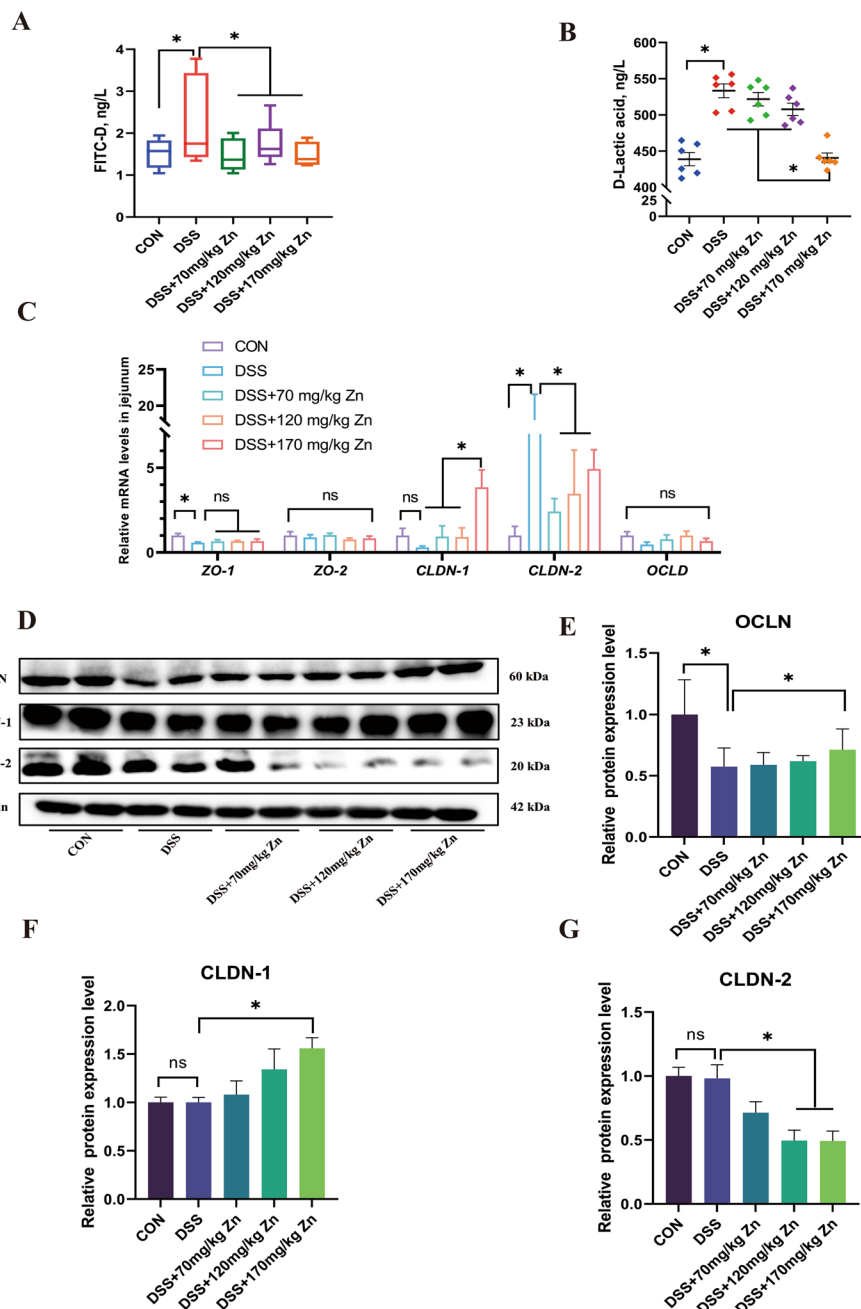 A
FITC-D, ng/L
4
3
2
1
0
*
*
CON
DSS
DSS+70mg/kg Zn
DSS+120mg/kg Zn
DSS+170mg/kg Zn
B
D-Lactic acid, ng/L
600
550
500
450
400
25
0
*
*
CON
DSS
DSS+70 mg/kg Zn
DSS+120 mg/kg Zn
DSS+170 mg/kg Zn
C
Relative mRNA levels in jejunum
25
20
5
0
CON
DSS
DSS+70 mg/kg Zn
DSS+120 mg/kg Zn
DSS+170 mg/kg Zn
*
ns
ns
ns
*
*
*
ns
ZO-1
ZO-2
CLDN-1
CLDN-2
OCLD
D
N
-1
-2
in
60 kDa
23 kDa
20 kDa
42 kDa
CON
DSS
DSS+70mg/kg Zn
DSS+120mg/kg Zn
DSS+170mg/kg Zn
E
OCLN
Relative protein expression level
1.5
1.0
0.5
0.0
*
*
CON
DSS
DSS+70mg/kg Zn
DSS+120mg/kg Zn
DSS+170mg/kg Zn
F
CLDN-1
Relative protein expression level
2.0
1.5
1.0
0.5
0.0
ns
*
CON
DSS
DSS+70mg/kg Zn
DSS+120mg/kg Zn
DSS+170mg/kg Zn
G
CLDN-2
Relative protein expression level
1.5
1.0
0.5
0.0
ns
*
CON
DSS
DSS+70mg/kg Zn
DSS+120mg/kg Zn
DSS+170mg/kg Zn